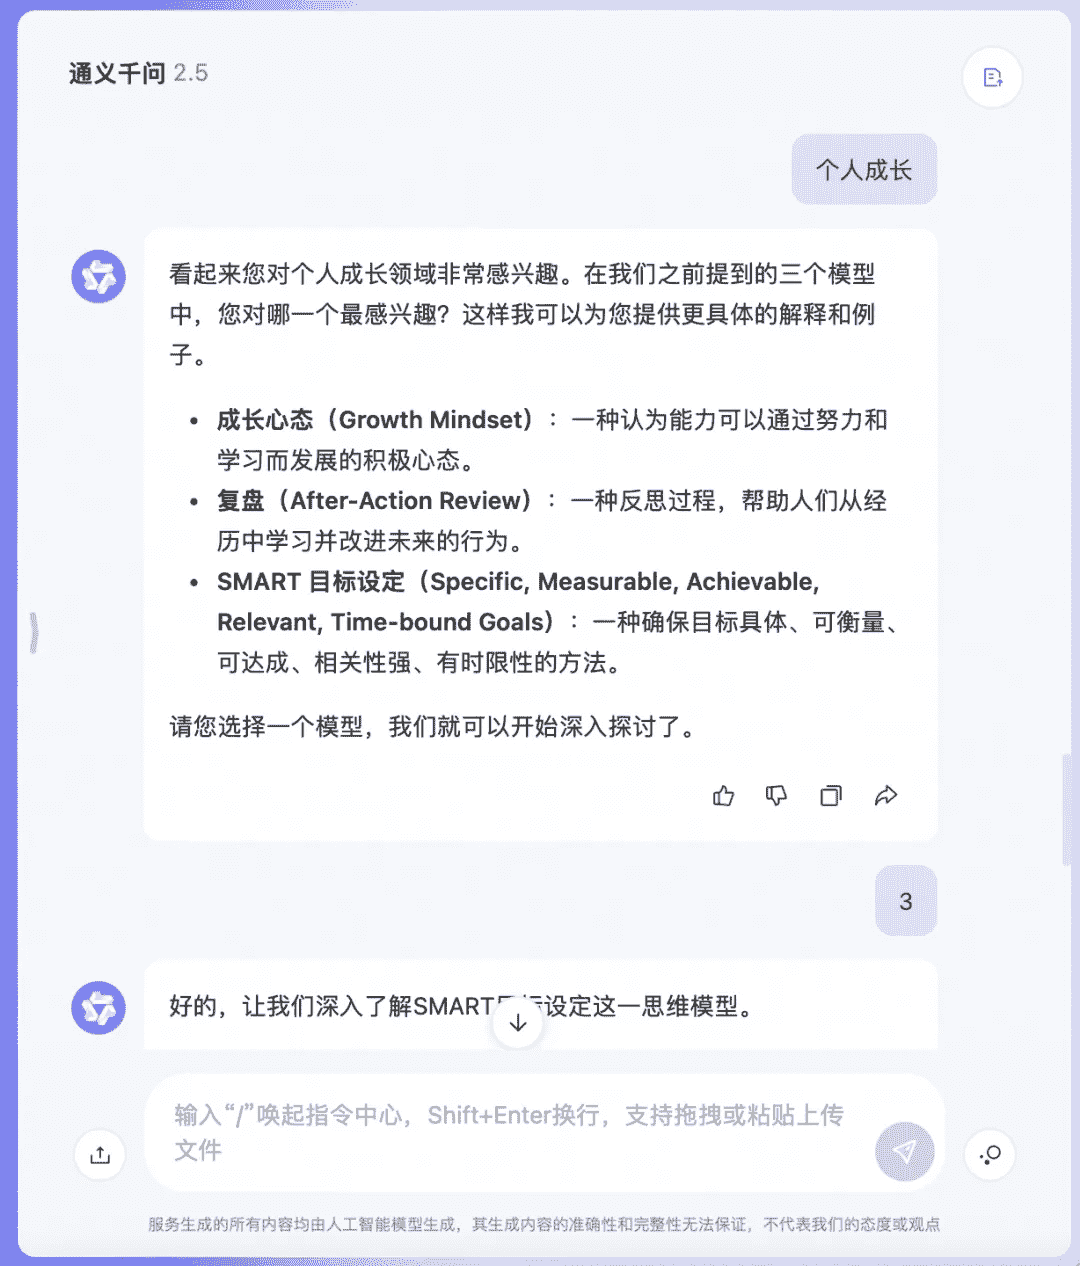 通义千问 2.5
个人成长
看起来您对个人成长领域非常感兴趣。在我们之前提到的三个模型
中，您对哪一个最感兴趣？这样我可以为您提供更具体的解释和例
子。
• 成长心态（Growth Mindset）：一种认为能力可以通过努力和
学习而发展的积极心态。
• 复盘（After-Action Review）：一种反思过程，帮助人们从经
历中学习并改进未来的行为。
• SMART 目标设定（Specific, Measurable, Achievable,
Relevant, Time-bound Goals）：一种确保目标具体、可衡量、
可达成、相关性强、有时限性的方法。
请您选择一个模型，我们就可以开始深入探讨了。
3
好的，让我们深入了解SMART设定这一思维模型。
输入“/”唤起指令中心，Shift+Enter换行，支持拖拽或粘贴上传
文件
服务生成的所有内容均由人工智能模型生成，其生成内容的准确性和完整性无法保证，不代表我们的态度或观点